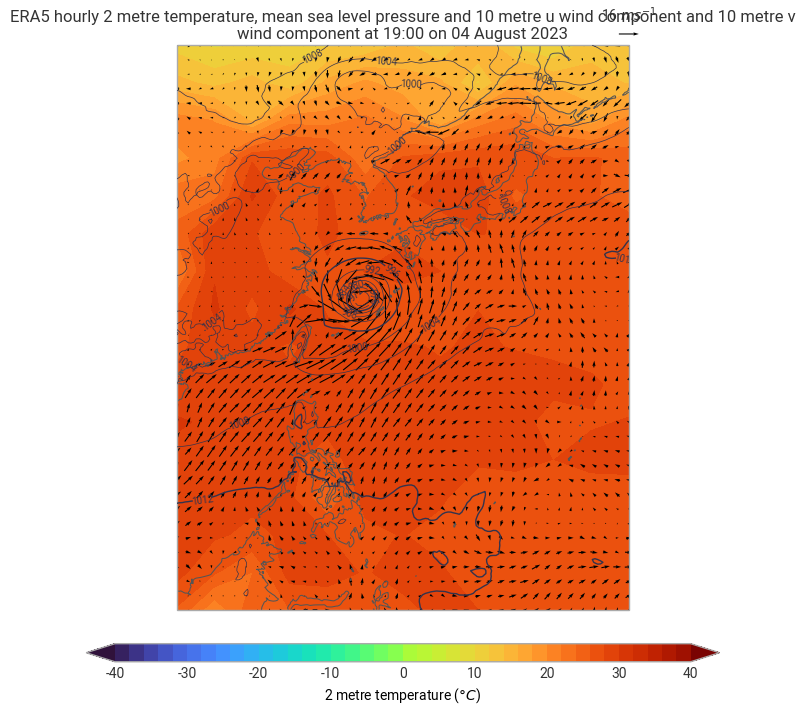 ERA5 hourly 2 metre temperature, mean sea level pressure and 10 metre u wind component and 10 metre v
wind component at 19:00 on 04 August 2023
16 ms⁻¹
1008
1004
1000
1008
1000
1000
992
1004
1004
1008
1012
-40 -30 -20 -10 0 10 20 30 40
2 metre temperature (°C)